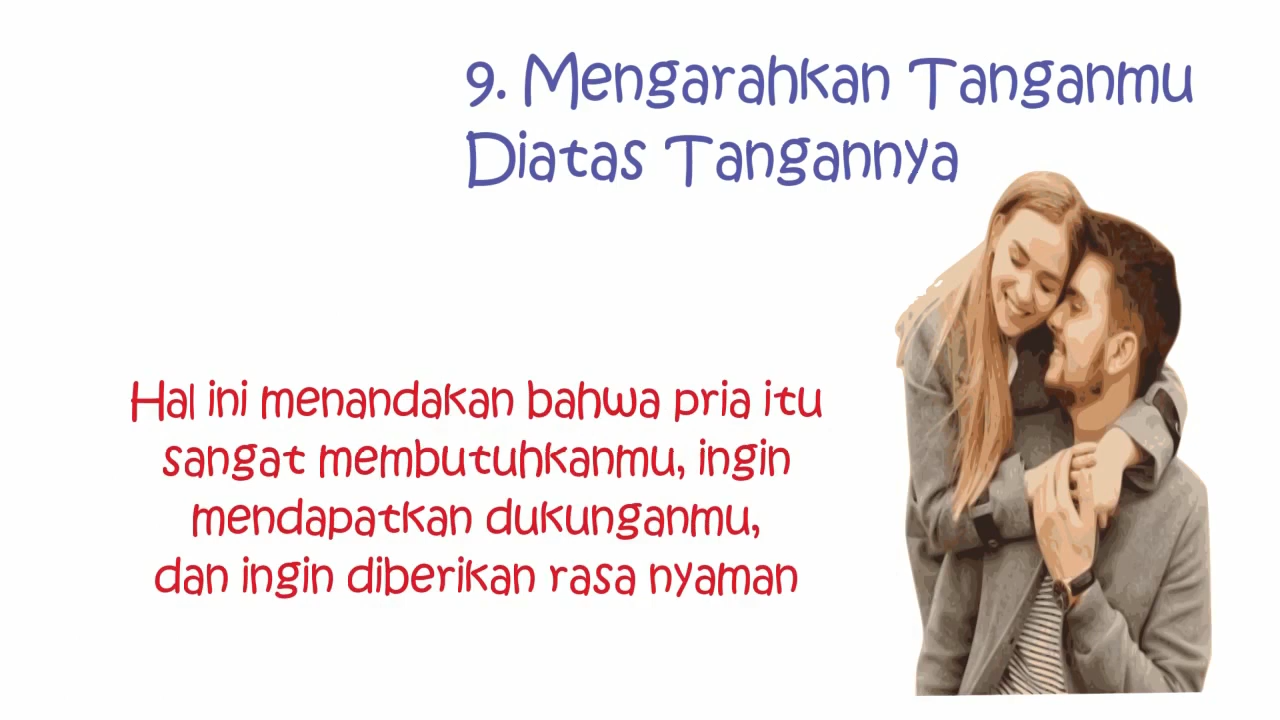 9. Mengarahkan Tanganmu
Diatas Tangannya
Hal ini menandakan bahwa pria itu
sangat membutuhkanmu, ingin
mendapatkan dukunganmu,
dan ingin diberikan rasa nyaman